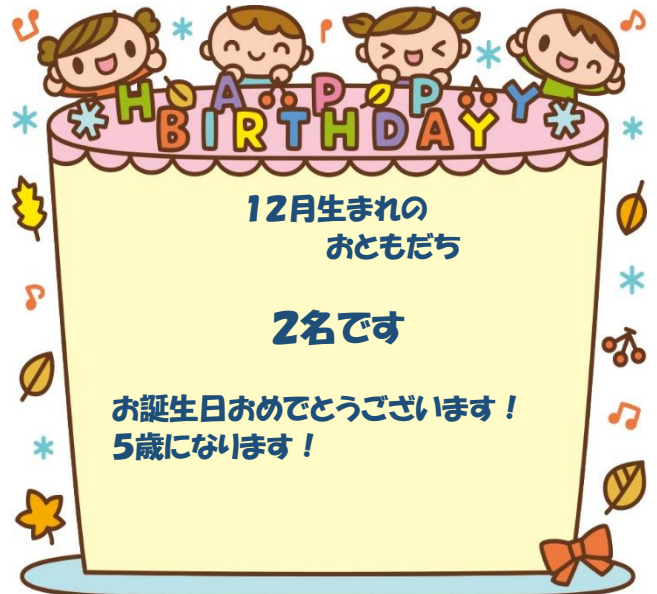 HAPPY
BIRTHDAY
12月生まれの
おともだち
2名です
お誕生日おめでとうございます!
5歳になります!